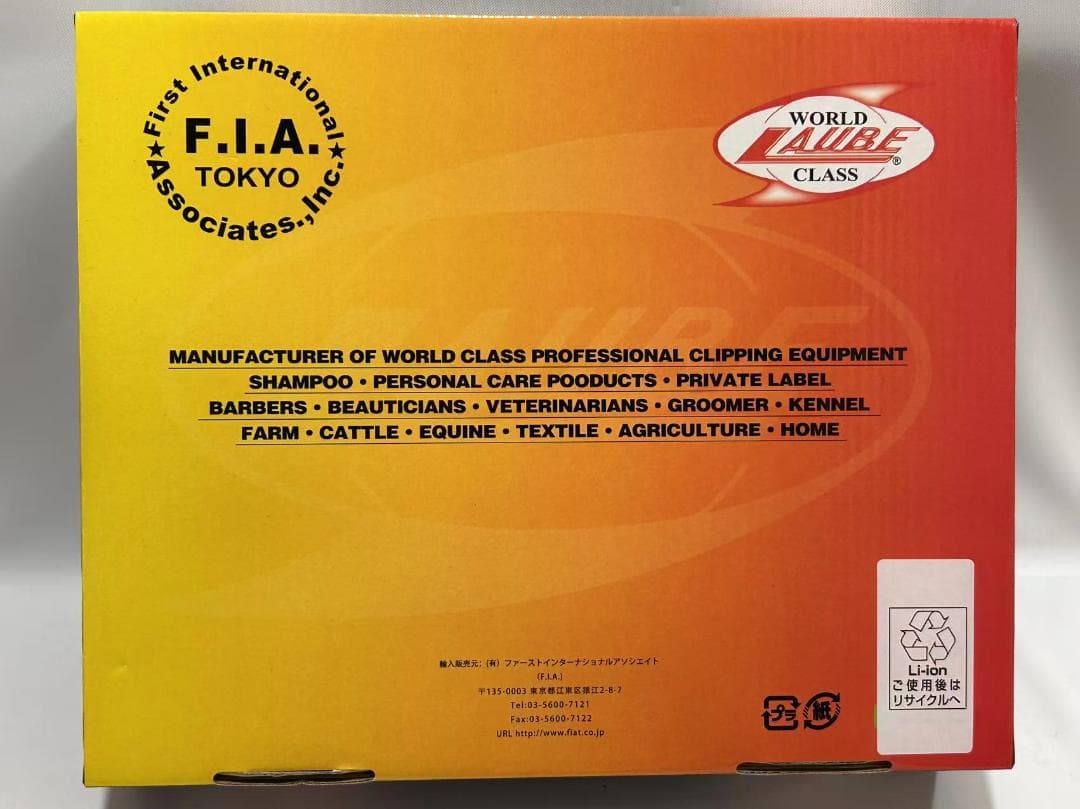 First International
F.I.A.
TOKYO
★Associates.,Inc.★
WORLD
LAUBE®
CLASS
MANUFACTURER OF WORLD CLASS PROFESSIONAL CLIPPING EQUIPMENT
SHAMPOO・PERSONAL CARE POODUCTS・PRIVATE LABEL
BARBERS・BEAUTICIANS・VETERINARIANS・GROOMER・KENNEL
FARM・CATTLE・EQUINE・TEXTILE・AGRICULTURE・HOME
輸入販売元:(有)ファーストインターナショナルアソシエイト
(F.I.A.)
〒135-0003 東京都江東区猿江2-8-7
Tel:03-5600-7121
Fax:03-5600-7122
URL http://www.fiat.co.jp
プラ
紙
Li-ion
ご使用後は
リサイクルへ